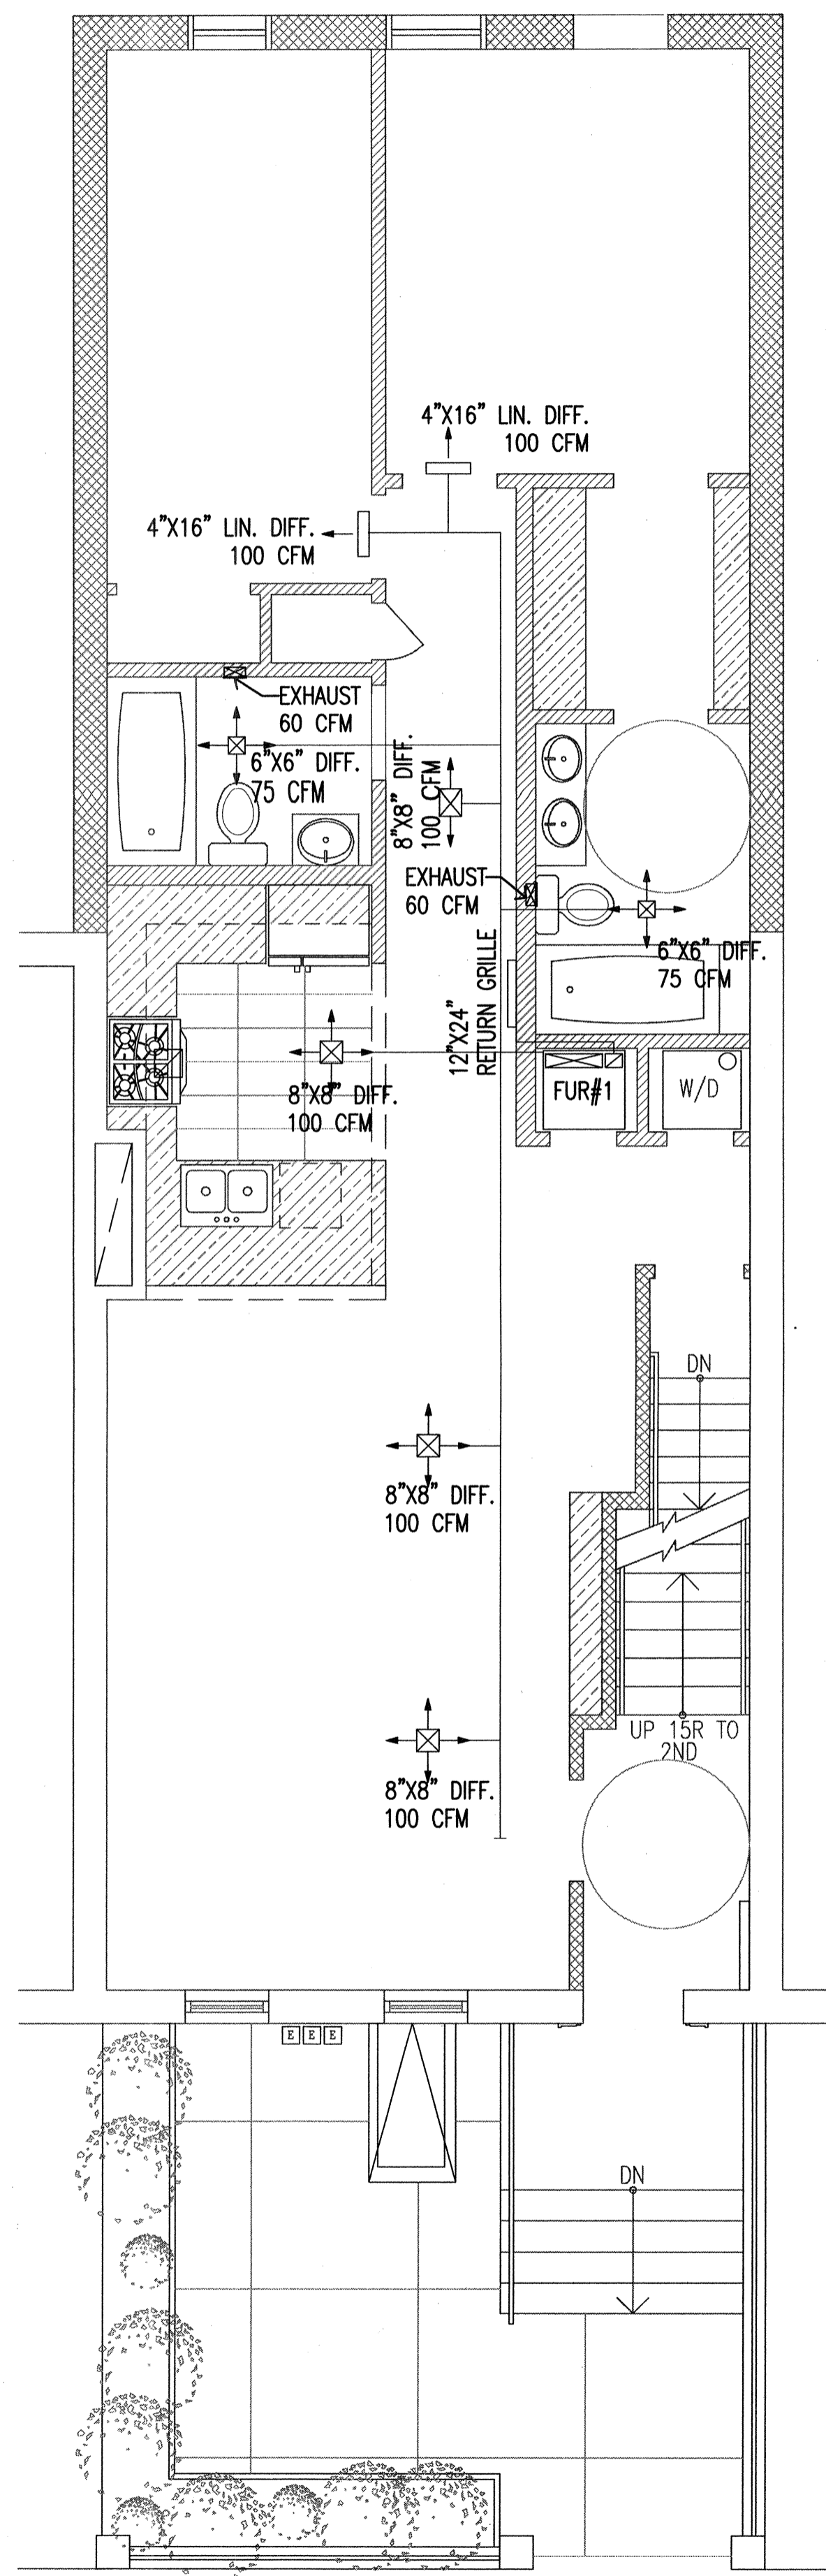 4"X16" LIN. DIFF.
100 CFM
4"X16" LIN. DIFF.
100 CFM
EXHAUST
60 CFM
6"X6" DIFF.
75 CFM
8"X8" DIFF.
100 CFM
EXHAUST
60 CFM
6"X6" DIFF.
75 CFM
12"X24"
RETURN GRILLE
8"X8" DIFF.
100 CFM
FUR#1
W/D
DN
8"X8" DIFF.
100 CFM
UP 15R TO
2ND
8"X8" DIFF.
100 CFM
E E E
DN